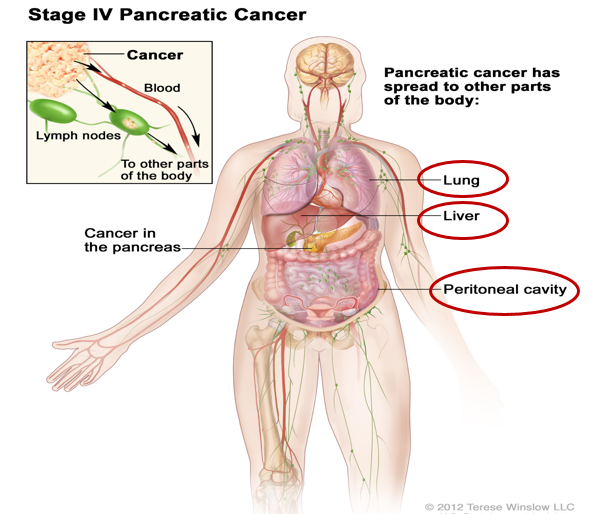 Stage IV Pancreatic Cancer
Cancer
Blood
Lymph nodes
To other parts
of the body
Pancreatic cancer has
spread to other parts
of the body:
Lung
Liver
Cancer in
the pancreas
Peritoneal cavity
© 2012 Terese Winslow LLC